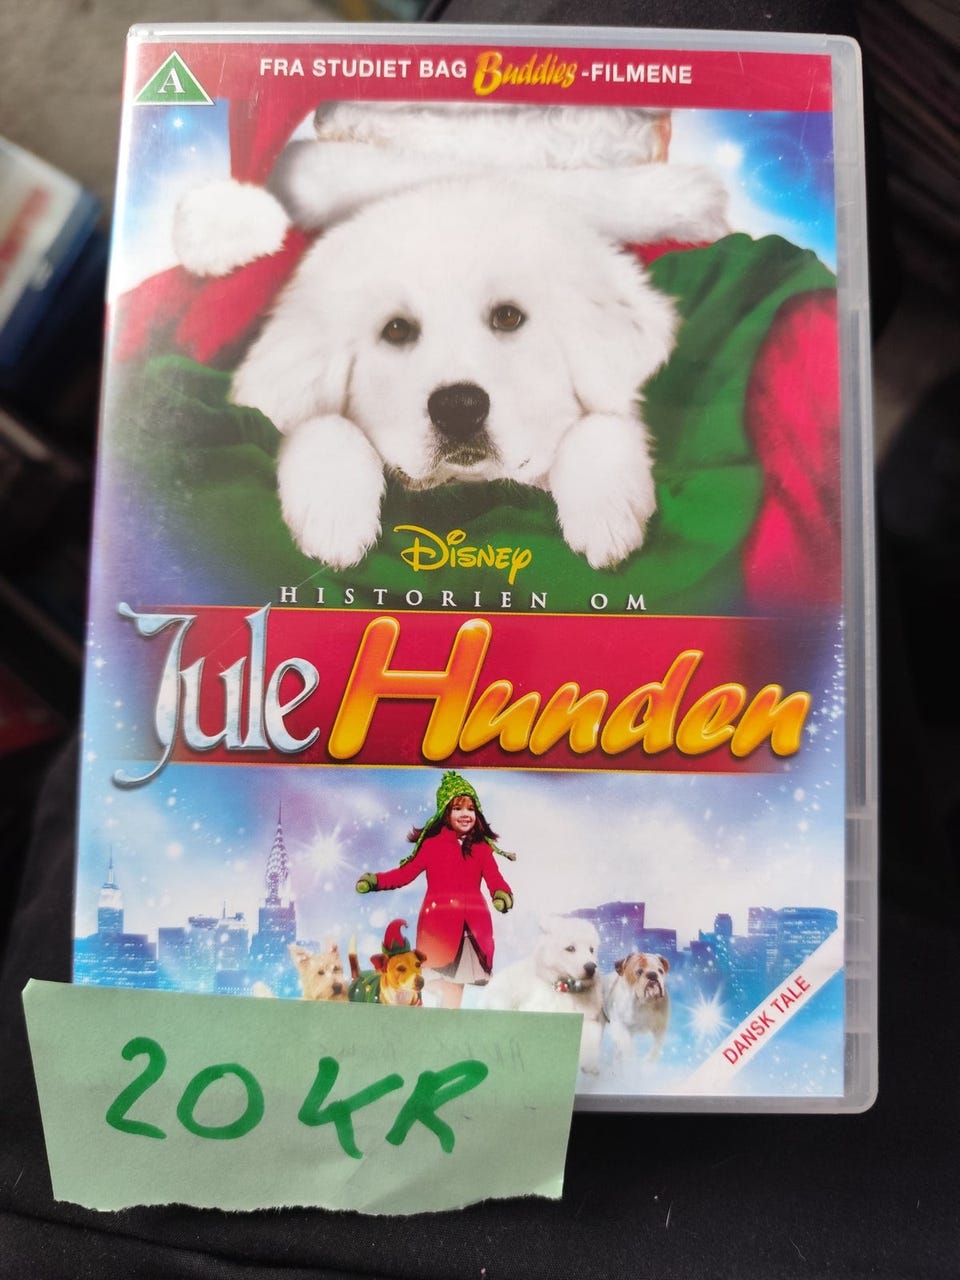 A
FRA STUDIET BAG Buddies-FILMENE
DISNEY
HISTORIEN OM
Jule Hunden
DANSK TALE
20 KR